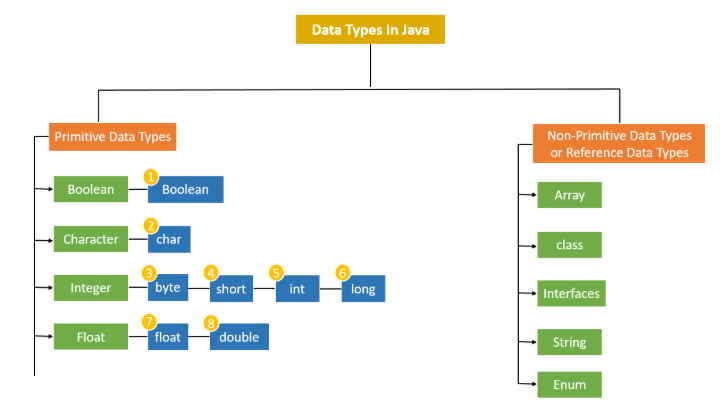 Data Types In Java
Primitive Data Types
Non-Primitive Data Types
or Reference Data Types
Boolean
1
Boolean
Character
2
char
Integer
3
byte
4
short
5
int
6
long
Float
7
float
8
double
Array
class
Interfaces
String
Enum